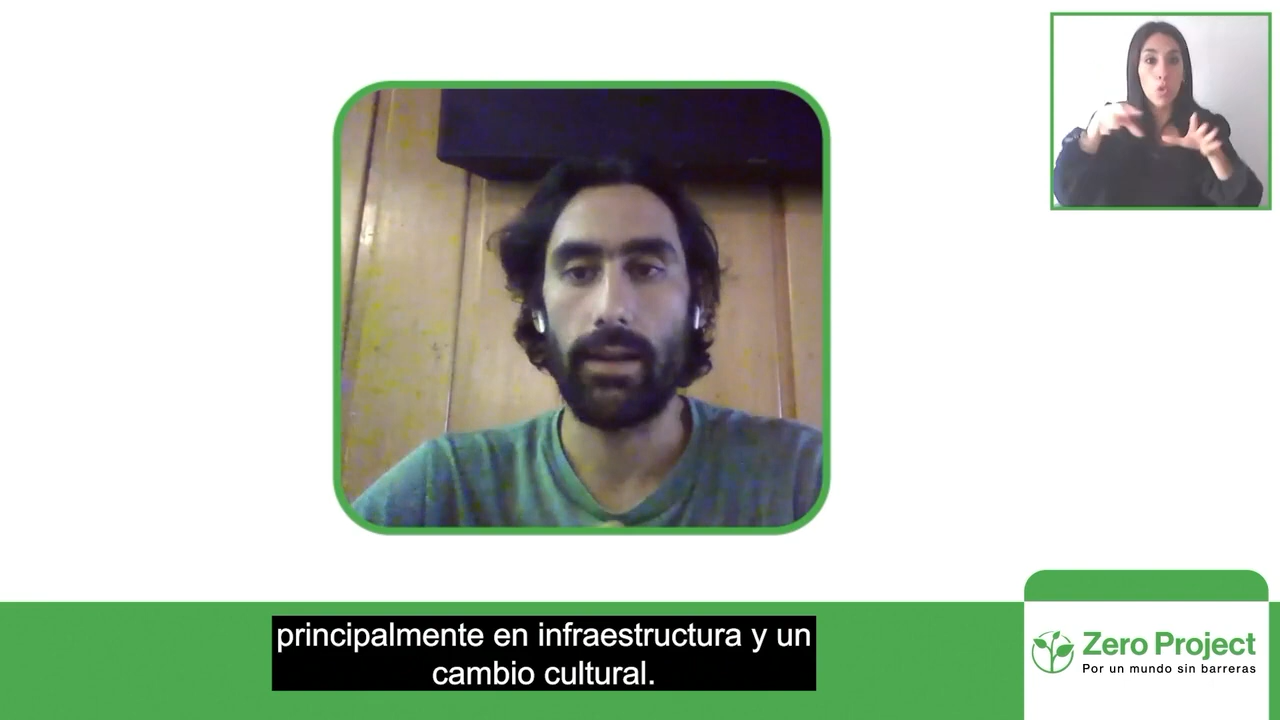 principalmente en infraestructura y un
cambio cultural.
Zero Project
Por un mundo sin barreras